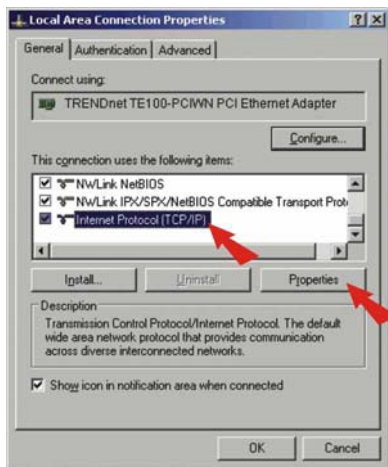 Local Area Connection Properties
General Authentication Advanced
Connect using:
TRENDnet TE100-PCIWN PCI Ethernet Adapter
Configure...
This connection uses the following items:
NWLink NetBIOS
NWLink IPX/SPX/NetBIOS Compatible Transport Prot
Internet Protocol (TCP/IP)
Install... Uninstall Properties
Description
Transmission Control Protocol/Internet Protocol. The default
wide area network protocol that provides communication
across diverse interconnected networks.
Show icon in notification area when connected
OK Cancel